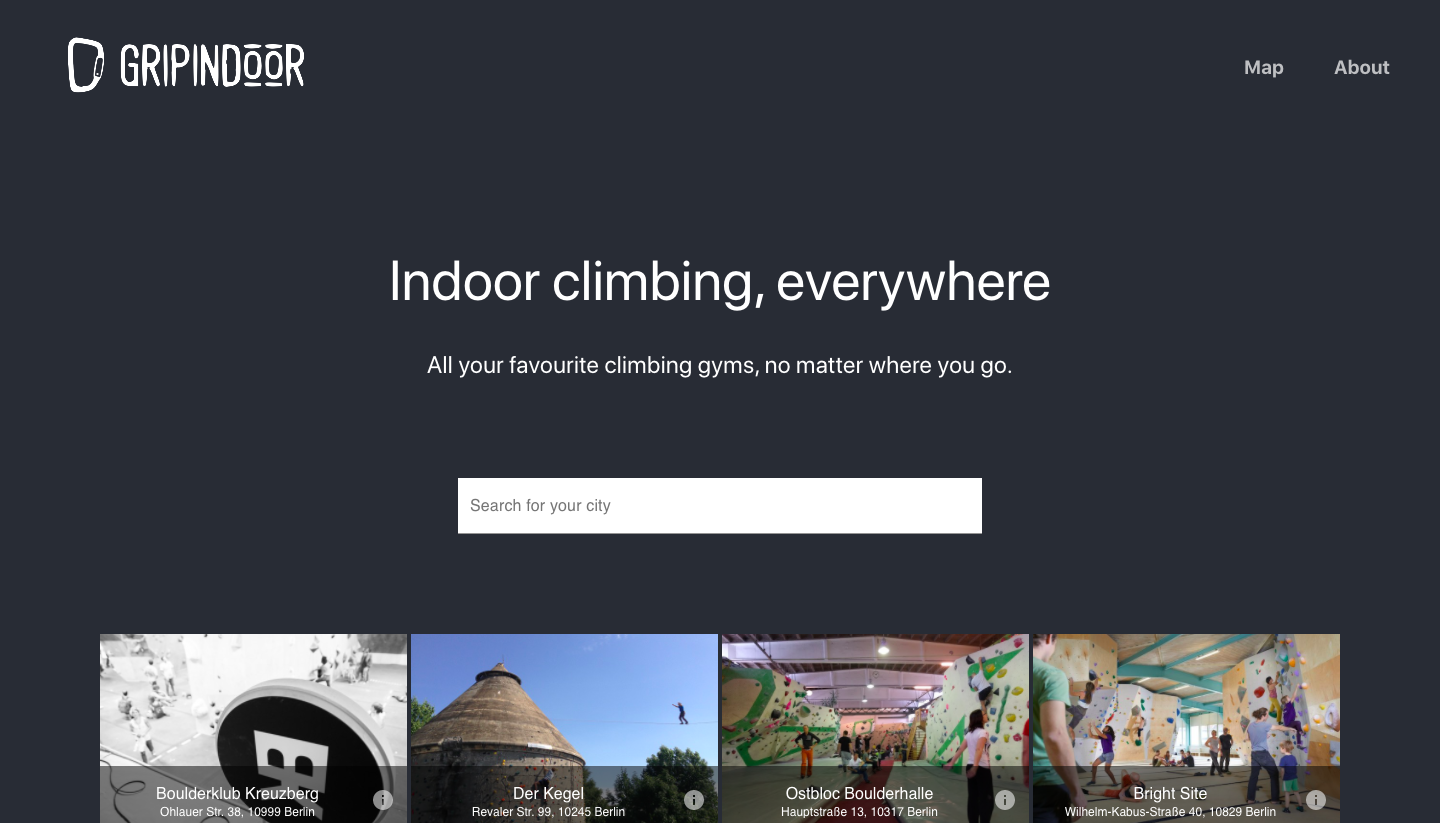 GRIPINDOOR
Map
About
Indoor climbing, everywhere
All your favourite climbing gyms, no matter where you go.
Search for your city
B
Boulderklub Kreuzberg
Ohlauer Str. 38, 10999 Berlin
Der Kegel
Revaler Str. 99, 10245 Berlin
Ostbloc Boulderhalle
Hauptstraße 13, 10317 Berlin
Bright Site
Wilhelm-Kabus-Straße 40, 10829 Berlin